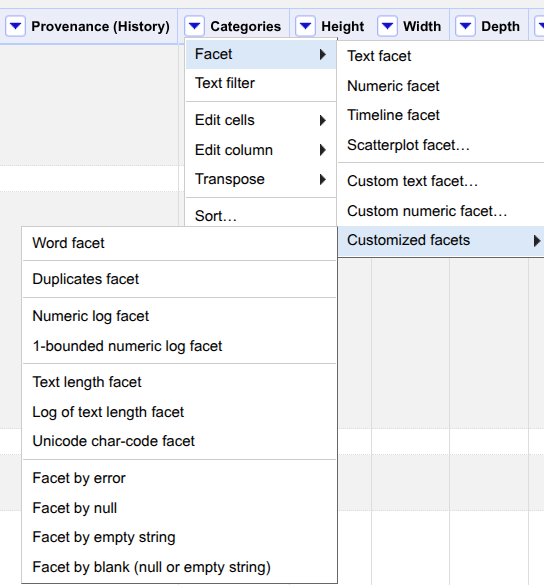 Provenance (History) Categories Height Width Depth
Facet
Text filter
Edit cells
Edit column
Transpose
Sort…
Text facet
Numeric facet
Timeline facet
Scatterplot facet…
Custom text facet…
Custom numeric facet…
Customized facets
Word facet
Duplicates facet
Numeric log facet
1-bounded numeric log facet
Text length facet
Log of text length facet
Unicode char-code facet
Facet by error
Facet by null
Facet by empty string
Facet by blank (null or empty string)